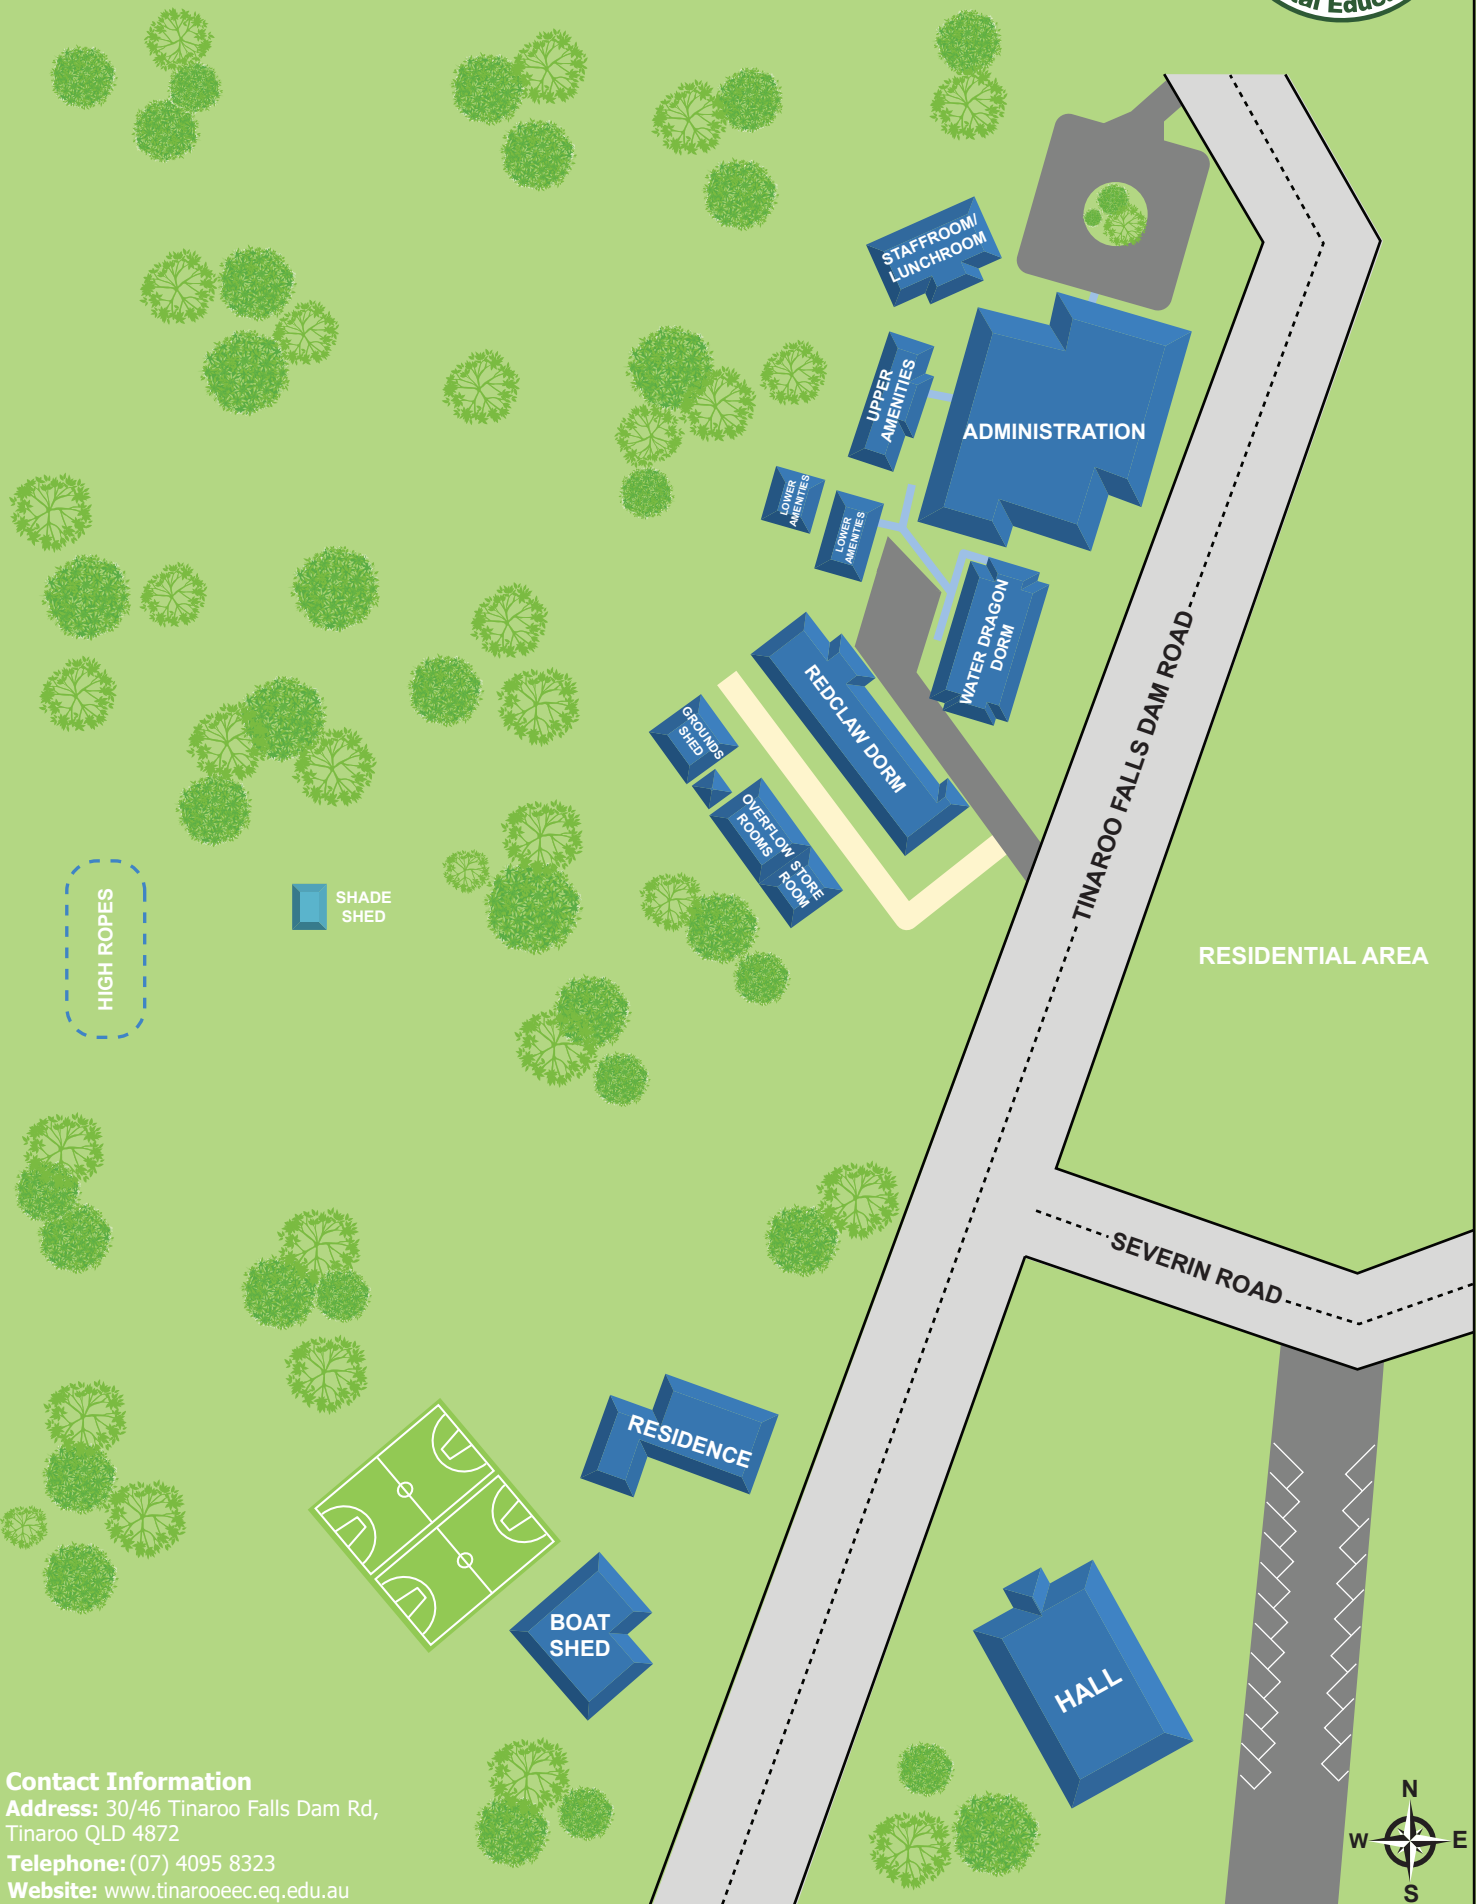 tal Educ
STAFFROOM/
LUNCHROOM
UPPER
AMENITIES
ADMINISTRATION
LOWER
AMENITIES
LOWER
AMENITIES
WATER DRAGON
DORM
REDCLAW DORM
GROUNDS
SHED
OVERFLOW
ROOMS
STORE
ROOM
TINAROO FALLS DAM ROAD
SHADE
SHED
HIGH ROPES
RESIDENTIAL AREA
SEVERIN ROAD
RESIDENCE
BOAT
SHED
HALL
Contact Information
Address: 30/46 Tinaroo Falls Dam Rd,
Tinaroo QLD 4872
Telephone: (07) 4095 8323
Website: www.tinarooeec.eq.edu.au
N
W E
S